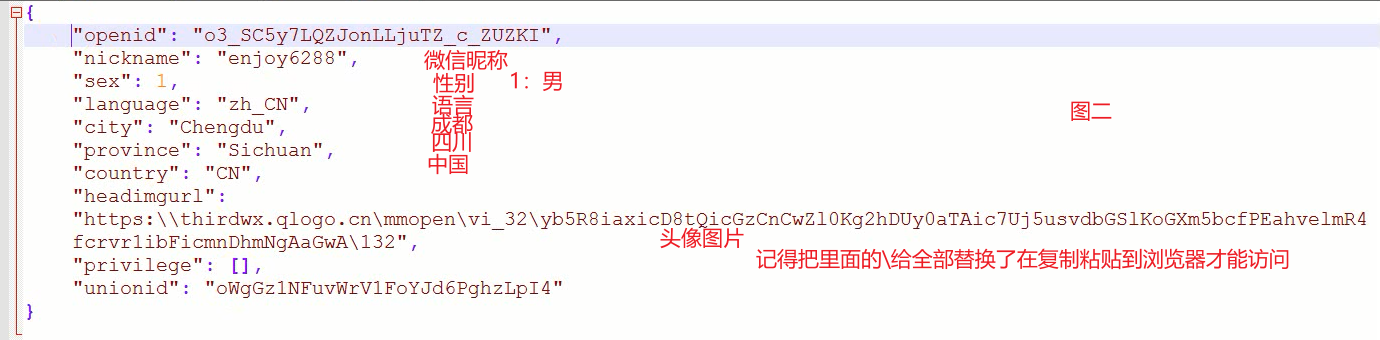 {
"openid": "o3_SC5y7LQZJonLLjuTZ_c_ZUZKI",
"nickname": "enjoy6288", 微信昵称
"sex": 1, 性别 1：男
"language": "zh_CN", 语言
图二
"city": "Chengdu", 成都
"province": "Sichuan", 四川
"country": "CN", 中国
"headimgurl":
"https:\\thirdwx.qlogo.cn\mmopen\vi_32\yb5R8iaxicD8tQicGzCnCwZl0Kg2hDUy0aTAic7Uj5usvdbGSlKoGXm5bcfPEahvelmR4
fcrvr1ibFicmnDhmNgAaGwA\132", 头像图片
"privilege": [], 记得把里面的\给全部替换了在复制粘贴到浏览器才能访问
"unionid": "oWgGz1NFuvWrV1FoYJd6PghzLpI4"
}